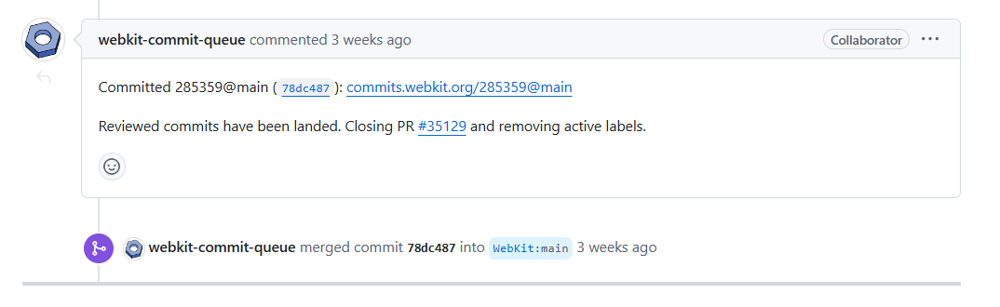 webkit-commit-queue commented 3 weeks ago Collaborator
Committed 285359@main ( 78dc487 ): commits.webkit.org/285359@main
Reviewed commits have been landed. Closing PR #35129 and removing active labels.
webkit-commit-queue merged commit 78dc487 into WebKit:main 3 weeks ago